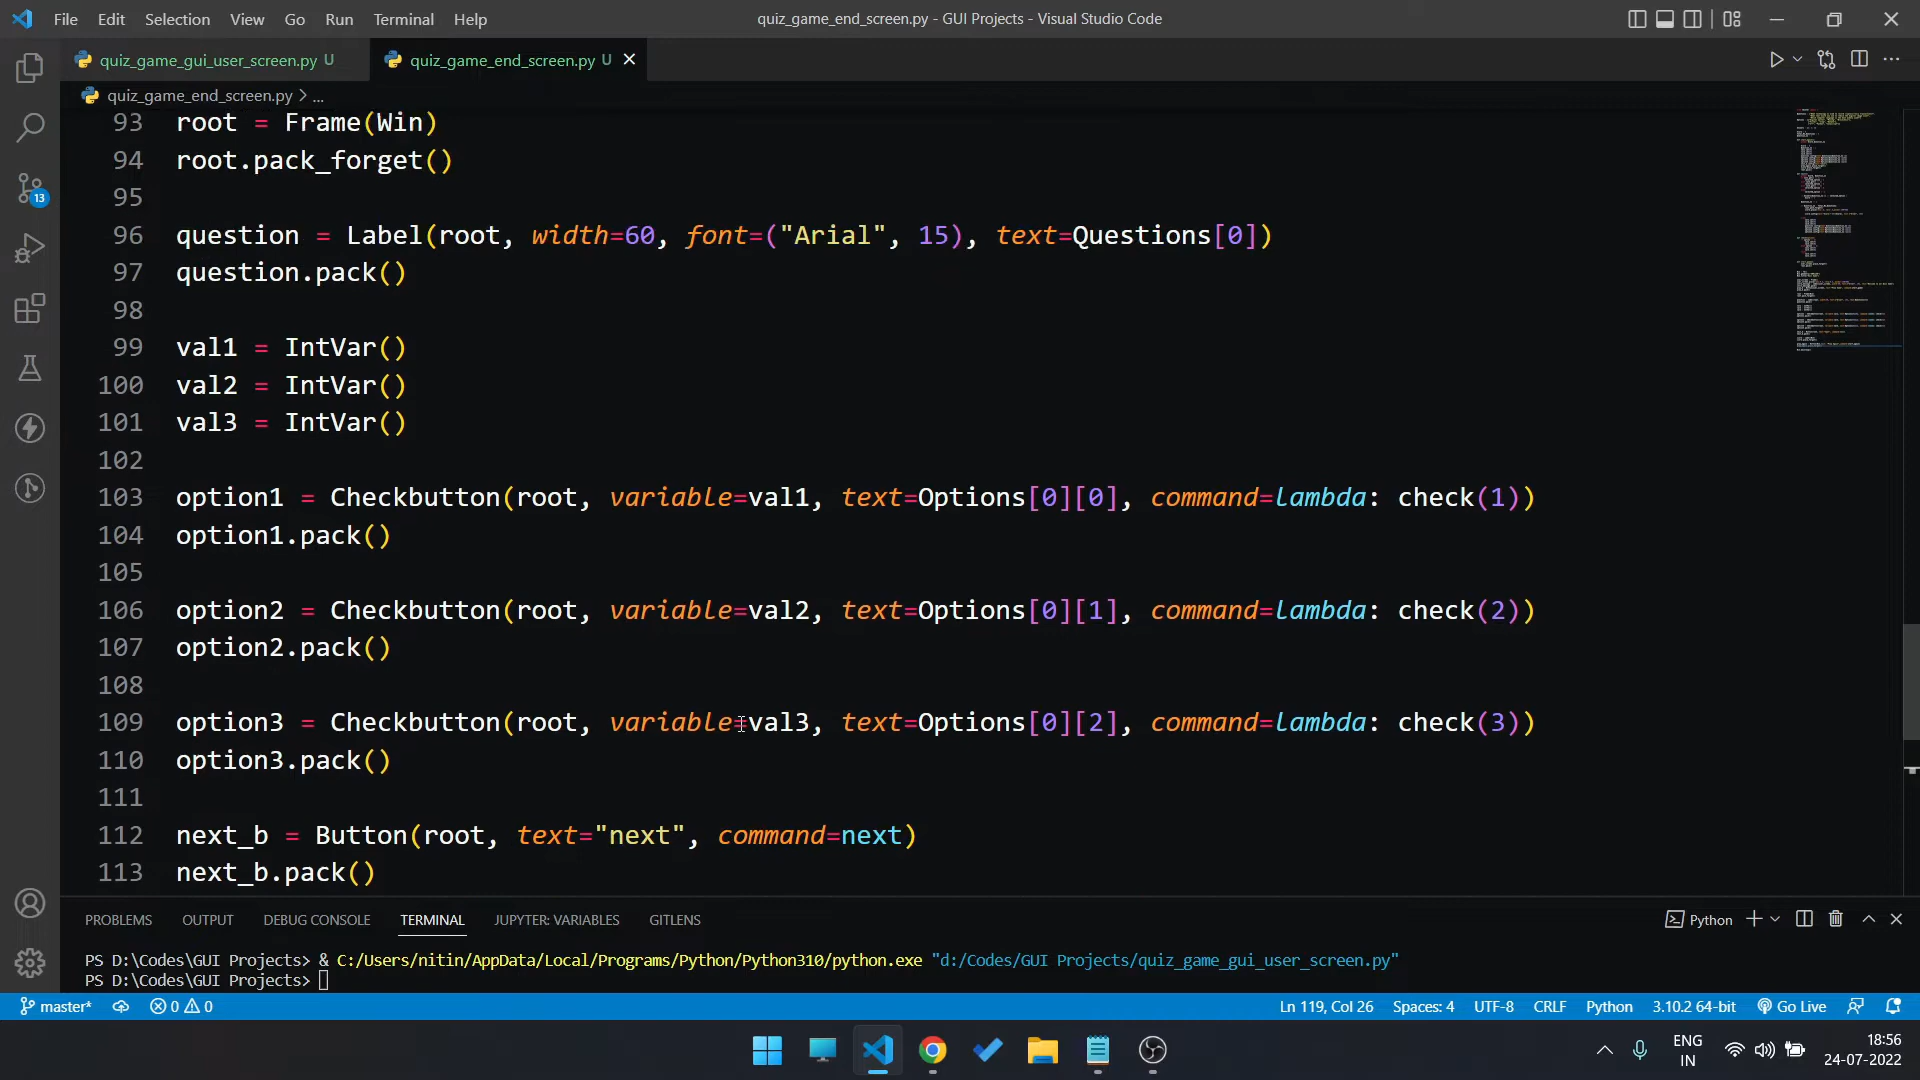 File Edit Selection View Go Run Terminal Help quiz_game_end_screen.py - GUI Projects - Visual Studio Code
quiz_game_gui_user_screen.py U quiz_game_end_screen.py U
quiz_game_end_screen.py > ...
93 root = Frame(Win)
94 root.pack_forget()
95
96 question = Label(root, width=60, font=("Arial", 15), text=Questions[0])
97 question.pack()
98
99 val1 = IntVar()
100 val2 = IntVar()
101 val3 = IntVar()
102
103 option1 = Checkbutton(root, variable=val1, text=Options[0][0], command=lambda: check(1))
104 option1.pack()
105
106 option2 = Checkbutton(root, variable=val2, text=Options[0][1], command=lambda: check(2))
107 option2.pack()
108
109 option3 = Checkbutton(root, variable=val3, text=Options[0][2], command=lambda: check(3))
110 option3.pack()
111
112 next_b = Button(root, text="next", command=next)
113 next_b.pack()
PROBLEMS OUTPUT DEBUG CONSOLE TERMINAL JUPYTER: VARIABLES GITLENS Python
PS D:\Codes\GUI Projects> & C:/Users/nitin/AppData/Local/Programs/Python/Python310/python.exe "d:/Codes/GUI Projects/quiz_game_gui_user_screen.py"
PS D:\Codes\GUI Projects>
master* 0 0 Ln 119, Col 26 Spaces: 4 UTF-8 CRLF Python 3.10.2 64-bit Go Live
13
ENG
IN
18:56
24-07-2022